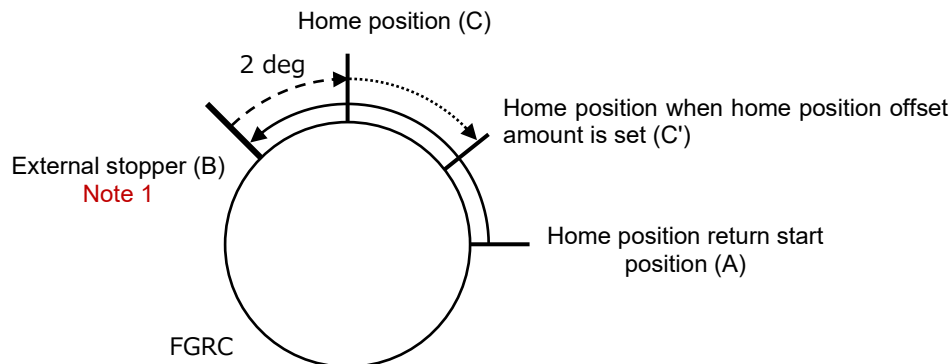 Home position (C)
2 deg
Home position when home position offset
amount is set (C')
External stopper (B)
Note 1
Home position return start
position (A)
FGRC